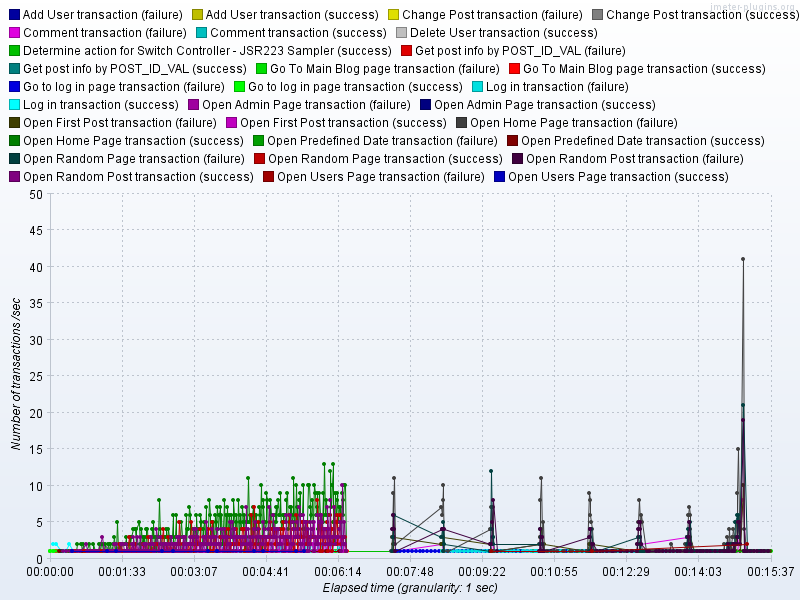 jmeter-plugins.org
Add User transaction (failure) Add User transaction (success) Change Post transaction (failure) Change Post transaction (success)
Comment transaction (failure) Comment transaction (success) Delete User transaction (success)
Determine action for Switch Controller - JSR223 Sampler (success) Get post info by POST_ID_VAL (failure)
Get post info by POST_ID_VAL (success) Go To Main Blog page transaction (failure) Go To Main Blog page transaction (success)
Go to log in page transaction (failure) Go to log in page transaction (success) Log in transaction (failure)
Log in transaction (success) Open Admin Page transaction (failure) Open Admin Page transaction (success)
Open First Post transaction (failure) Open First Post transaction (success) Open Home Page transaction (failure)
Open Home Page transaction (success) Open Predefined Date transaction (failure) Open Predefined Date transaction (success)
Open Random Page transaction (failure) Open Random Page transaction (success) Open Random Post transaction (failure)
Open Random Post transaction (success) Open Users Page transaction (failure) Open Users Page transaction (success)
50
45
40
35
30
25
20
15
10
5
0
Number of transactions /sec
00:00:00 00:01:33 00:03:07 00:04:41 00:06:14 00:07:48 00:09:22 00:10:55 00:12:29 00:14:03 00:15:37
Elapsed time (granularity: 1 sec)